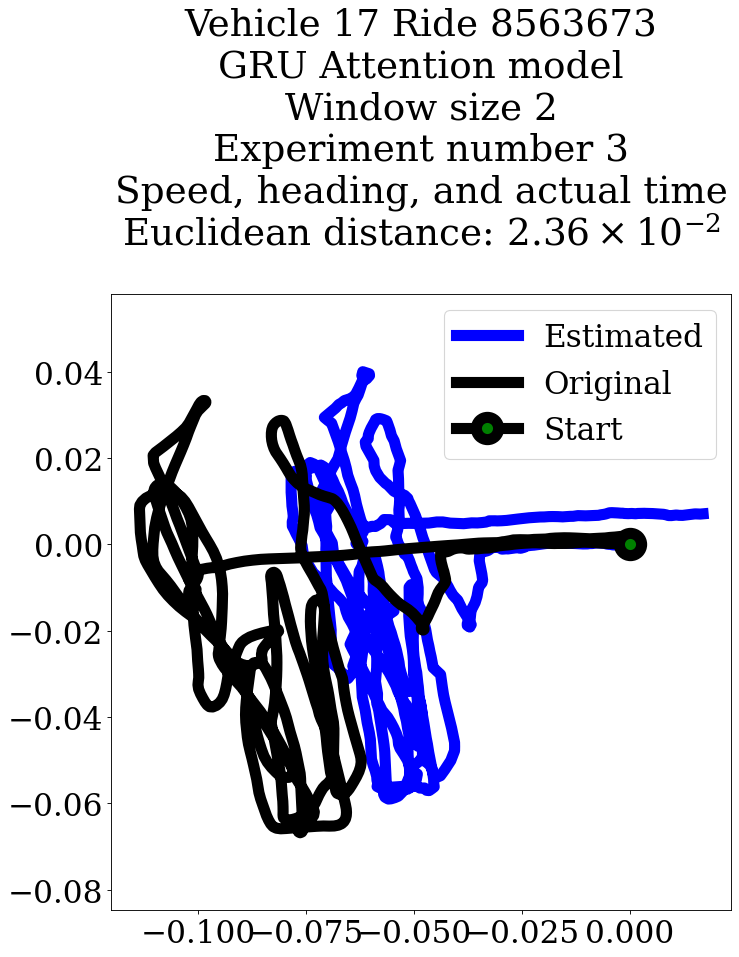 Vehicle 17 Ride 8563673
GRU Attention model
Window size 2
Experiment number 3
Speed, heading, and actual time
Euclidean distance: 2.36 × 10⁻²
Estimated
Original
Start
0.04
0.02
0.00
−0.02
−0.04
−0.06
−0.08
−0.100 −0.075 −0.050 −0.025 0.000